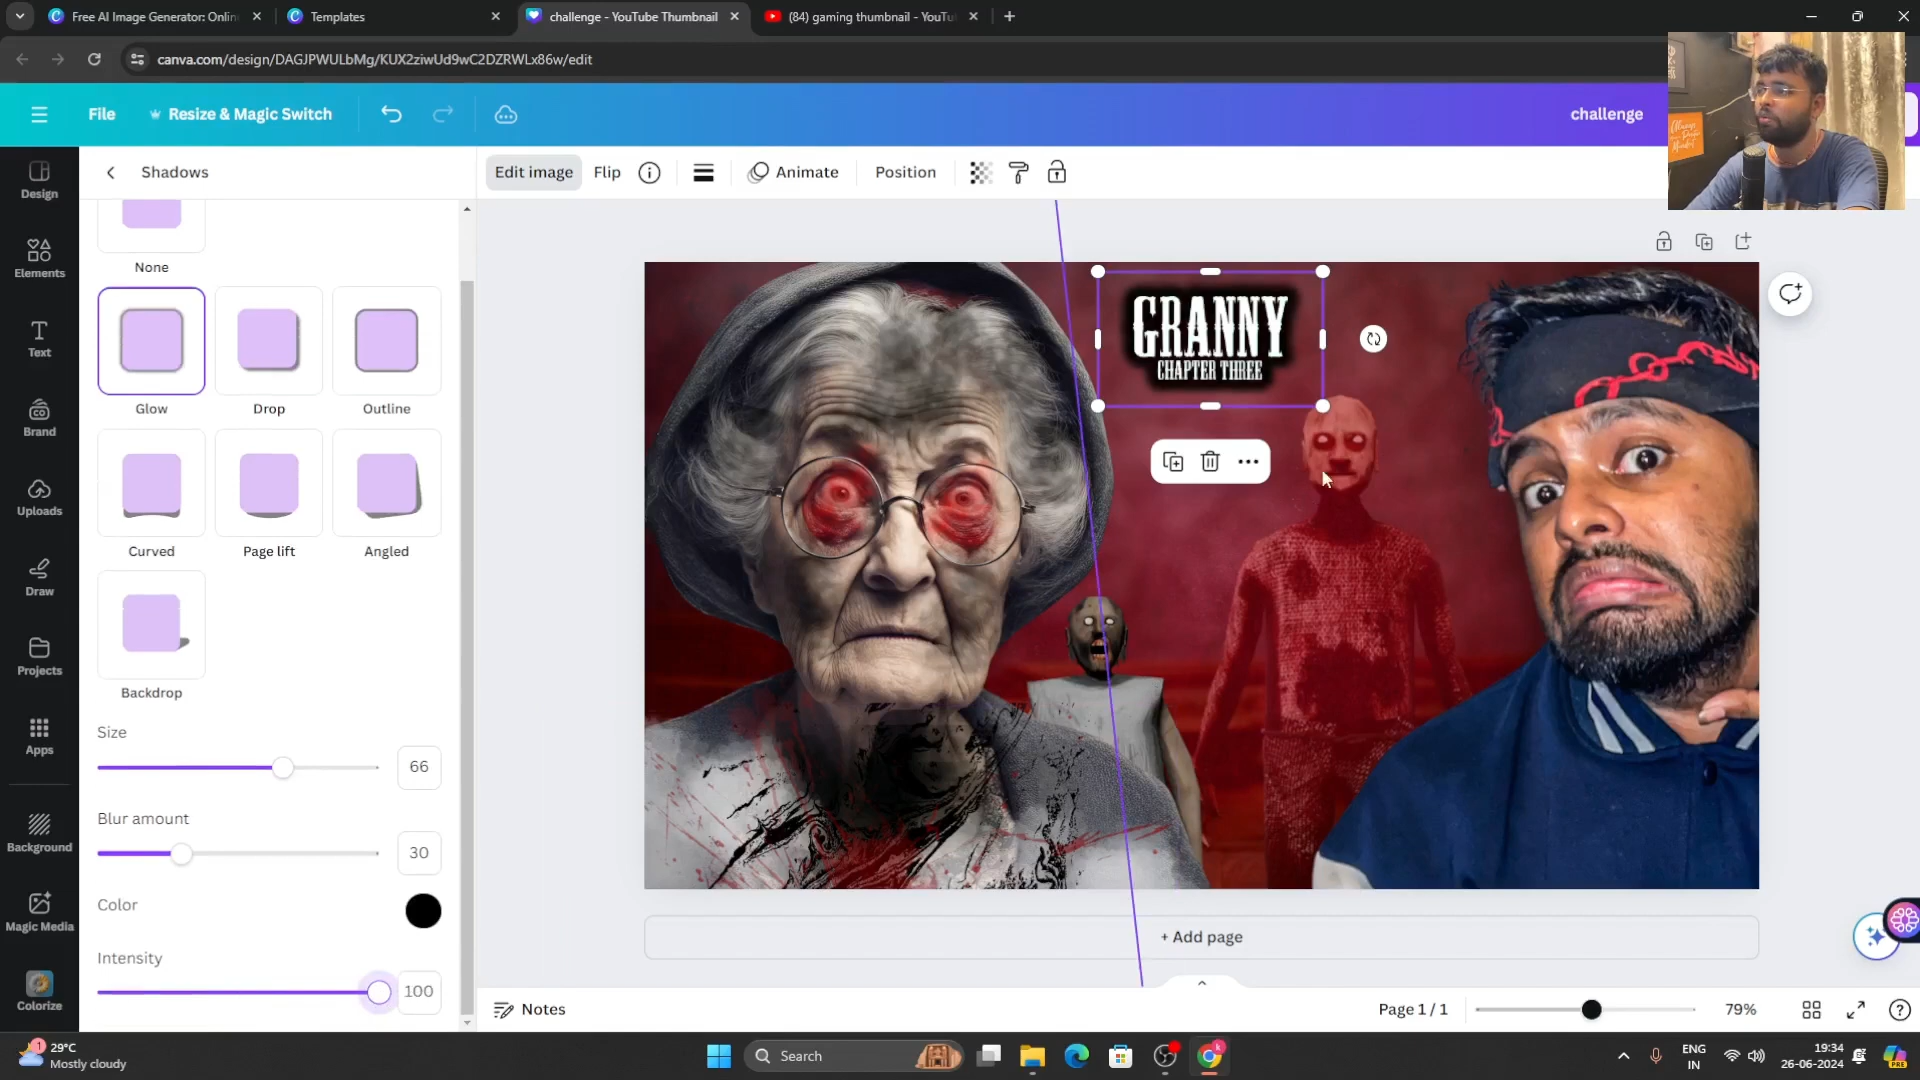 Free AI Image Generator: Onlin
Templates
challenge - YouTube Thumbnail
(84) gaming thumbnail - YouTu
canva.com/design/DAGJPWULbMg/KUX2ziwUd9wC2DZRWLx86w/edit
File
Resize & Magic Switch
challenge
Design
Elements
Text
Brand
Uploads
Draw
Projects
Apps
Background
Magic Media
Colorize
Shadows
None
Glow
Drop
Outline
Curved
Page lift
Angled
Backdrop
Size
66
Blur amount
30
Color
Intensity
100
Edit image
Flip
Animate
Position
GRANNY
CHAPTER THREE
+ Add page
Notes
Page 1 / 1
79%
1
29°C
Mostly cloudy
Search
ENG
IN
19:34
26-06-2024